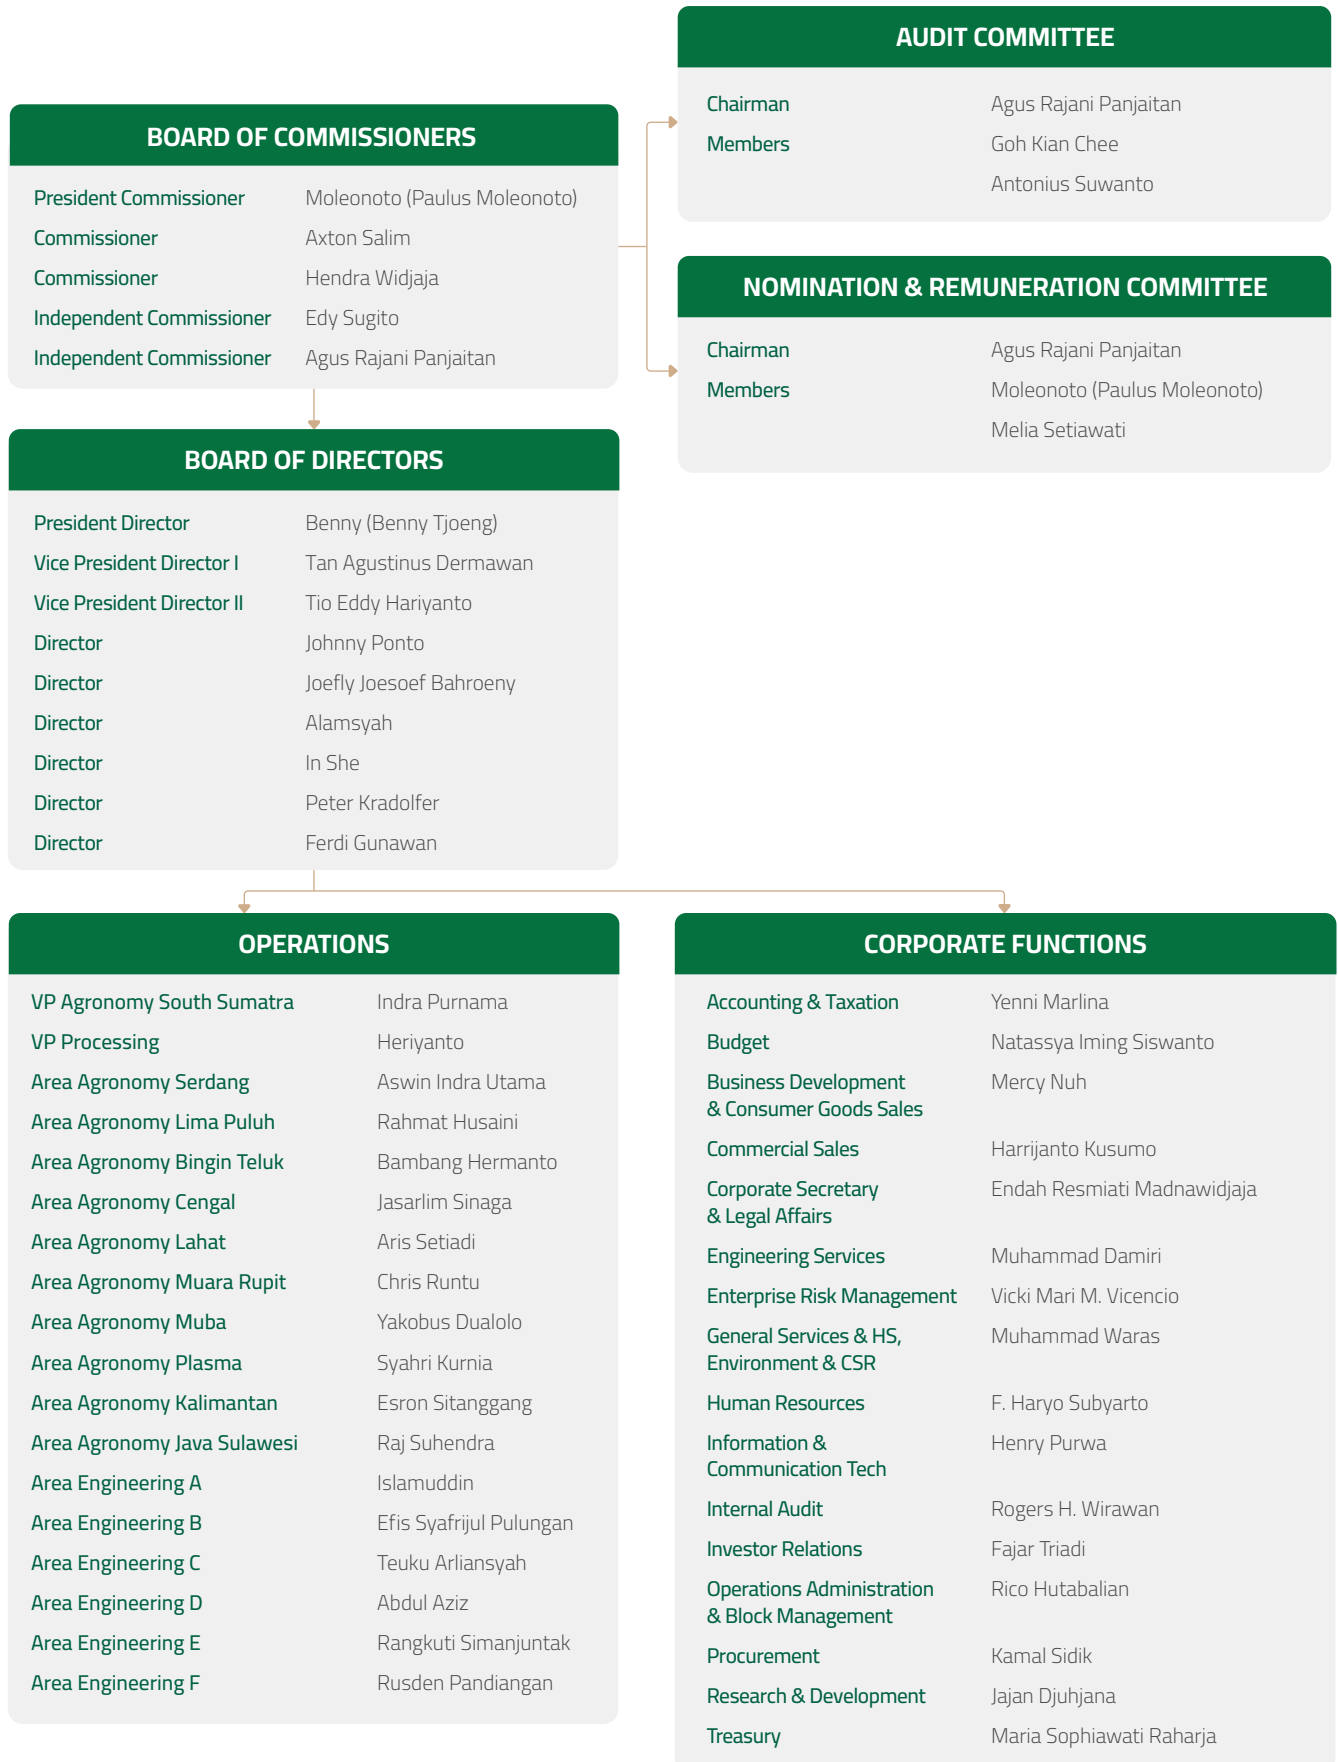 AUDIT COMMITTEE
Chairman Agus Rajani Panjaitan
Members Goh Kian Chee
Antonius Suwanto
BOARD OF COMMISSIONERS
President Commissioner Moleonoto (Paulus Moleonoto)
Commissioner Axton Salim
Commissioner Hendra Widjaja
Independent Commissioner Edy Sugito
Independent Commissioner Agus Rajani Panjaitan
NOMINATION & REMUNERATION COMMITTEE
Chairman Agus Rajani Panjaitan
Members Moleonoto (Paulus Moleonoto)
Melia Setiawati
BOARD OF DIRECTORS
President Director Benny (Benny Tjoeng)
Vice President Director I Tan Agustinus Dermawan
Vice President Director II Tio Eddy Hariyanto
Director Johnny Ponto
Director Joefly Joesoef Bahroeny
Director Alamsyah
Director In She
Director Peter Kradolfer
Director Ferdi Gunawan
OPERATIONS
VP Agronomy South Sumatra Indra Purnama
VP Processing Heriyanto
Area Agronomy Serdang Aswin Indra Utama
Area Agronomy Lima Puluh Rahmat Husaini
Area Agronomy Bingin Teluk Bambang Hermanto
Area Agronomy Cengal Jasarlim Sinaga
Area Agronomy Lahat Aris Setiadi
Area Agronomy Muara Rupit Chris Runtu
Area Agronomy Muba Yakobus Dualolo
Area Agronomy Plasma Syahri Kurnia
Area Agronomy Kalimantan Esron Sitanggang
Area Agronomy Java Sulawesi Raj Suhendra
Area Engineering A Islamuddin
Area Engineering B Efis Syafrijul Pulungan
Area Engineering C Teuku Arliansyah
Area Engineering D Abdul Aziz
Area Engineering E Rangkuti Simanjuntak
Area Engineering F Rusden Pandiangan
CORPORATE FUNCTIONS
Accounting & Taxation Yenni Marlina
Budget Natassya Iming Siswanto
Business Development Mercy Nuh
& Consumer Goods Sales
Commercial Sales Harrijanto Kusumo
Corporate Secretary Endah Resmiati Madnawidjaja
& Legal Affairs
Engineering Services Muhammad Damiri
Enterprise Risk Management Vicki Mari M. Vicencio
General Services & HS, Muhammad Waras
Environment & CSR
Human Resources F. Haryo Subyarto
Information & Henry Purwa
Communication Tech
Internal Audit Rogers H. Wirawan
Investor Relations Fajar Triadi
Operations Administration Rico Hutabalian
& Block Management
Procurement Kamal Sidik
Research & Development Jajan Djuhjana
Treasury Maria Sophiawati Raharja